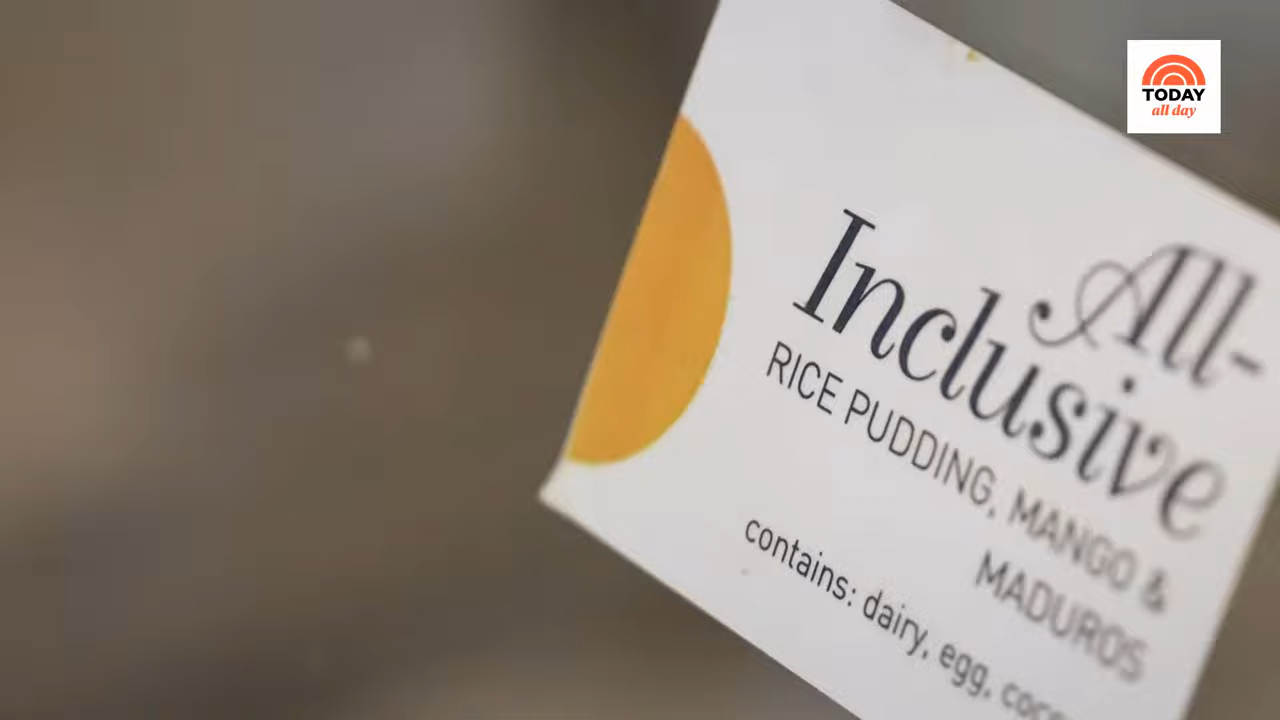 TODAY
all day
All-
Inclusive
RICE PUDDING, MANGO &
MADUROS
contains: dairy, egg,